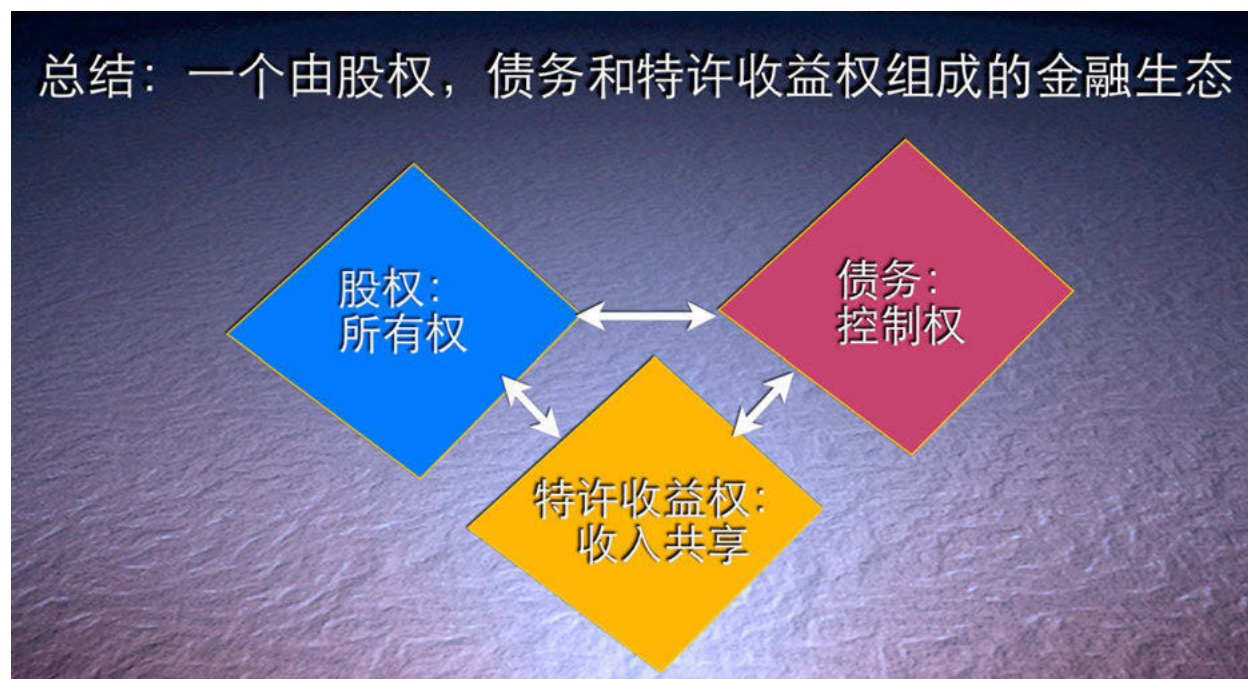 总结：一个由股权，债务和特许收益权组成的金融生态
股权：
所有权
债务：
控制权
特许收益权：
收入共享